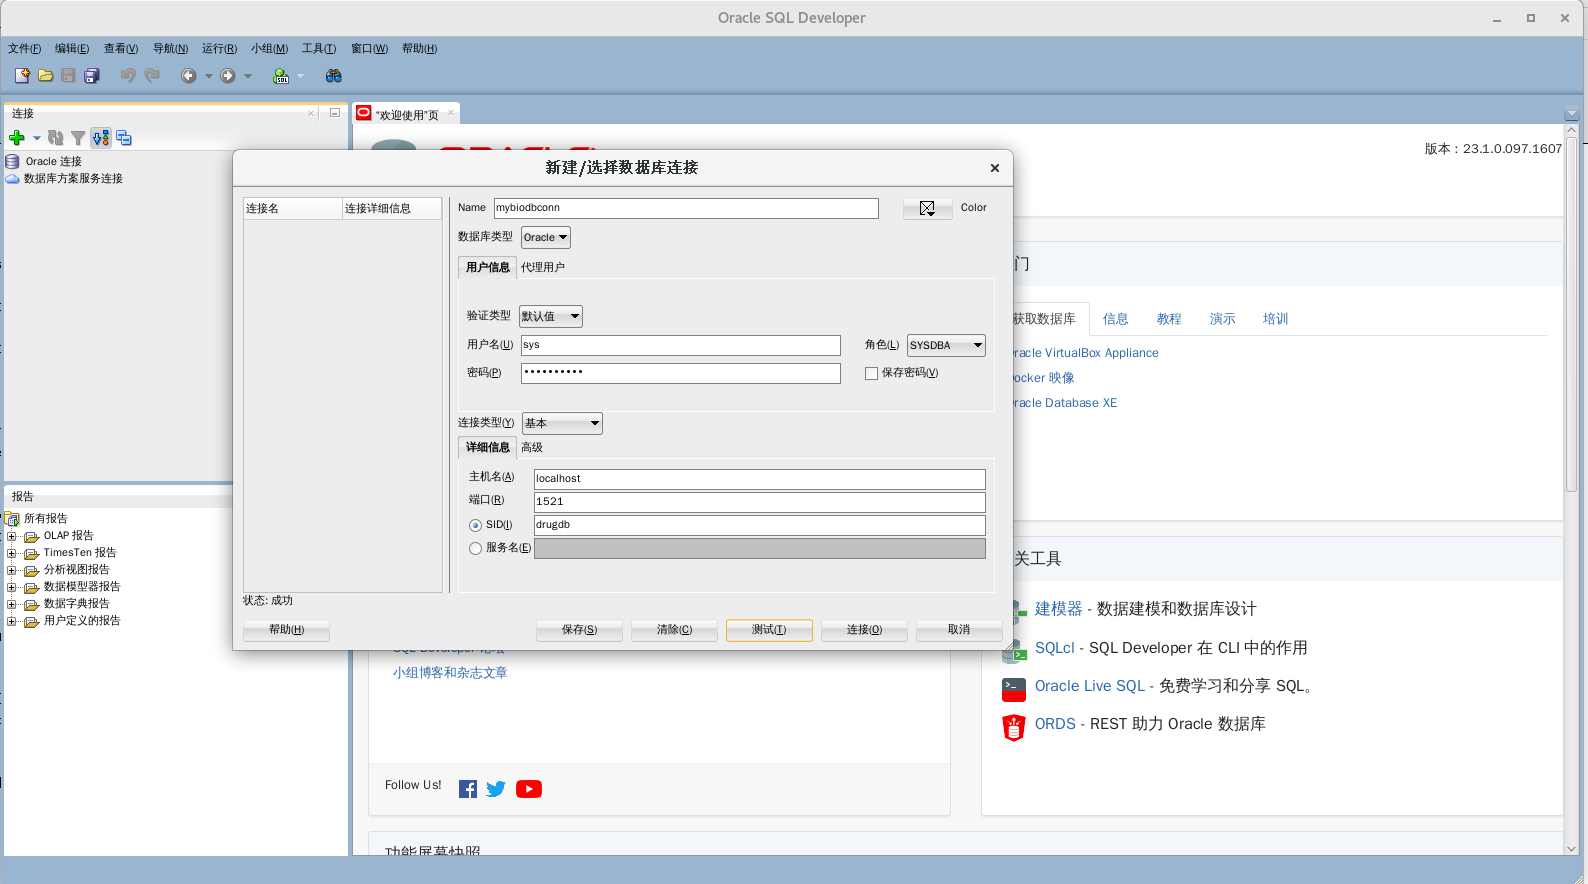 Oracle SQL Developer
文件(F) 编辑(E) 查看(V) 导航(N) 运行(R) 小组(M) 工具(T) 窗口(W) 帮助(H)
连接
Oracle 连接
数据库方案服务连接
报告
所有报告
OLAP 报告
TimesTen 报告
分析视图报告
数据模型器报告
数据字典报告
用户定义的报告
"欢迎使用"页
版本：23.1.0.097.1607
新建/选择数据库连接
连接名 连接详细信息
Name mybiodbconn Color
数据库类型 Oracle
用户信息 代理用户
验证类型 默认值
用户名(U) sys 角色(L) SYSDBA
密码(P) •••••••••• 保存密码(V)
连接类型(Y) 基本
详细信息 高级
主机名(A) localhost
端口(R) 1521
SID(I) drugdb
服务名(E)
状态: 成功
帮助(H) 保存(S) 清除(C) 测试(T) 连接(O) 取消
门
获取数据库 信息 教程 演示 培训
racle VirtualBox Appliance
ocker 映像
racle Database XE
关工具
建模器 - 数据建模和数据库设计
SQLcl - SQL Developer 在 CLI 中的作用
Oracle Live SQL - 免费学习和分享 SQL。
ORDS - REST 助力 Oracle 数据库
小组博客和杂志文章
Follow Us!
功能屏幕快照